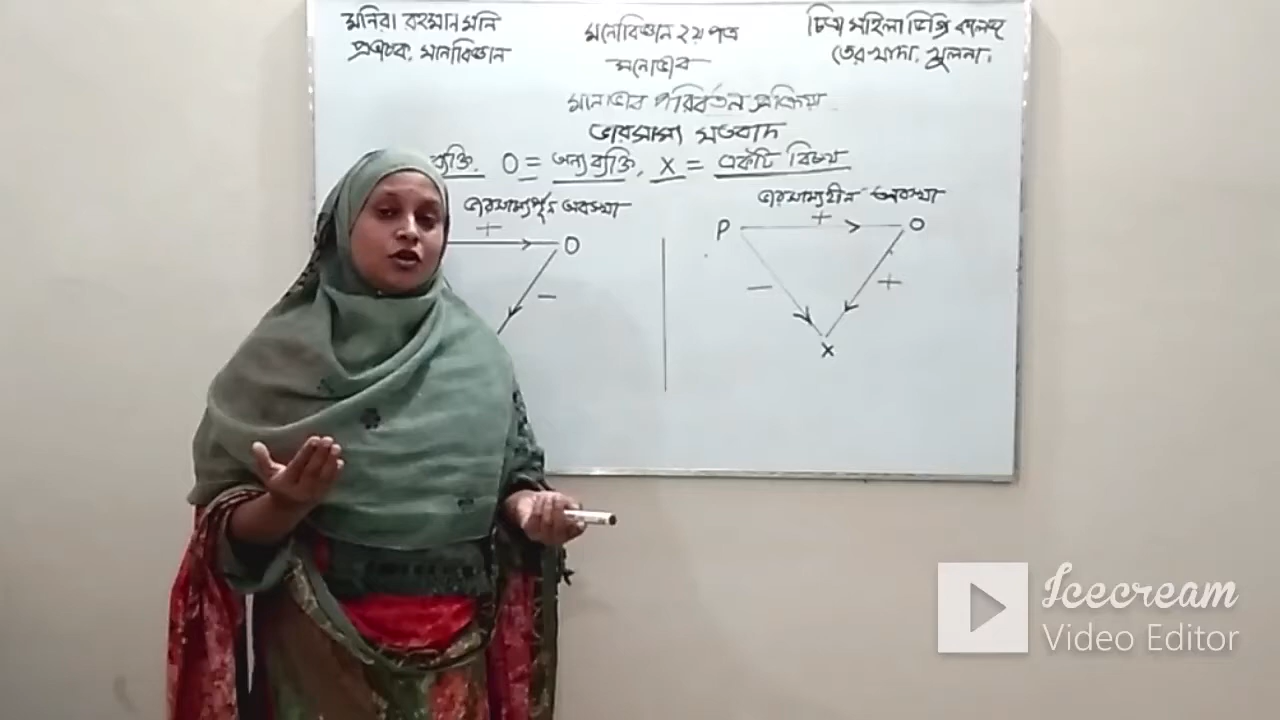 মনিরা রহমান মনি
প্রভাষক, মনোবিজ্ঞান
মনোবিজ্ঞান ২য় পত্র
মনোভাব
চিত্রা মহিলা ডিগ্রি কলেজ
তেরখাদা, খুলনা।
মনোভাব পরিবর্তন প্রক্রিয়া
ভারসাম্য মতবাদ
ব্যক্তি, O = অন্য ব্যক্তি, X = একটি বিষয়
ভারসাম্যপূর্ন অবস্থা
+
O
−
ভারসাম্যহীন অবস্থা
P
+
O
−
+
X
Icecream
Video Editor